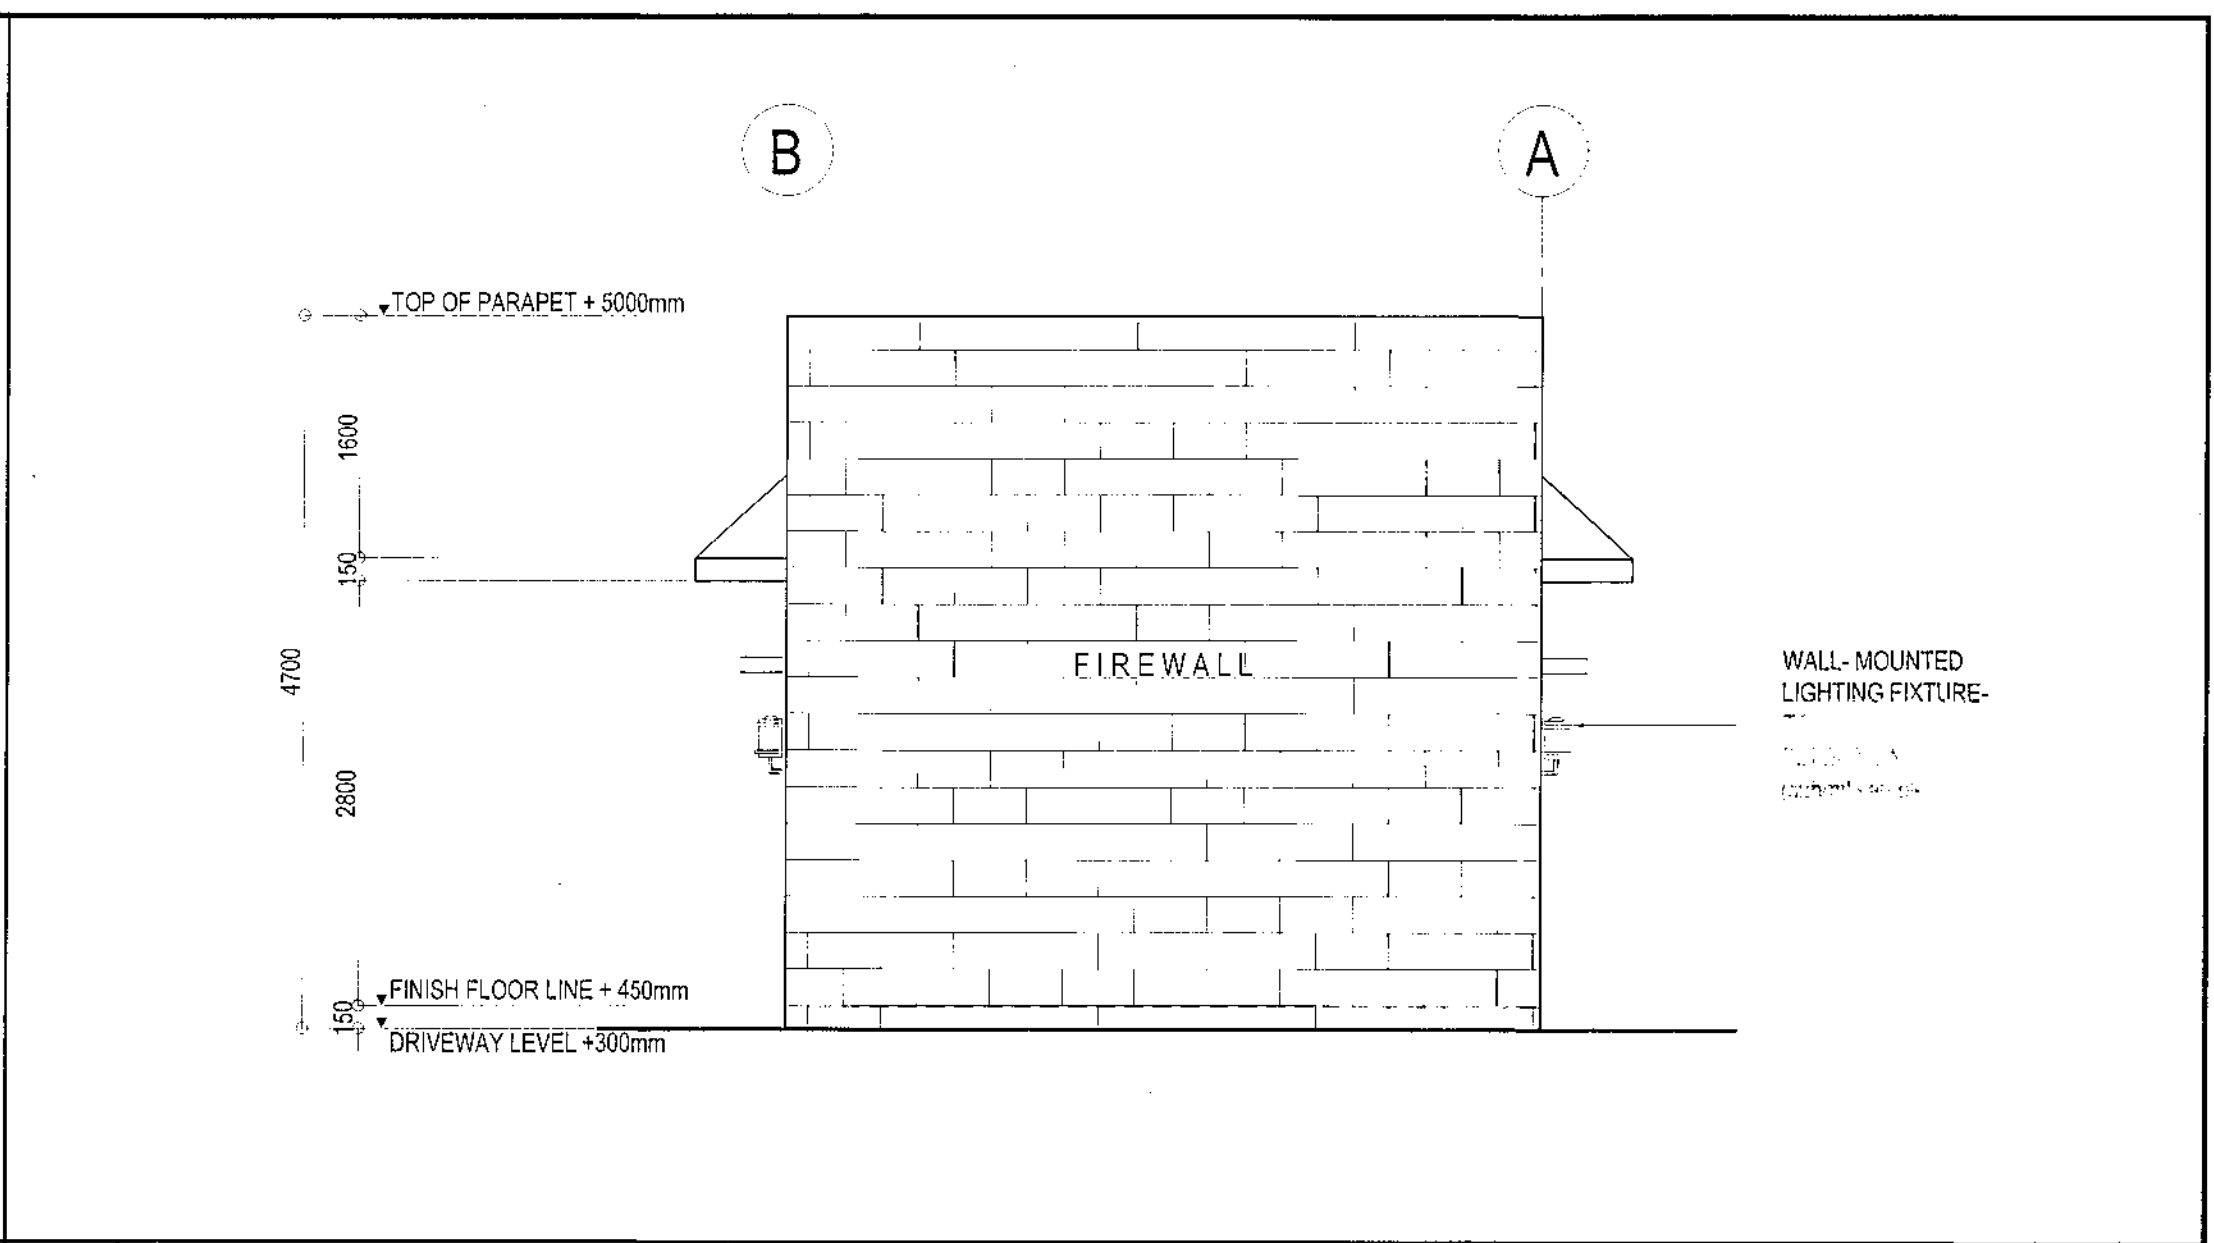 B
A
TOP OF PARAPET + 5000mm
1600
150
4700
FIREWALL
WALL- MOUNTED
LIGHTING FIXTURE-
2800
FINISH FLOOR LINE + 450mm
150
DRIVEWAY LEVEL +300mm